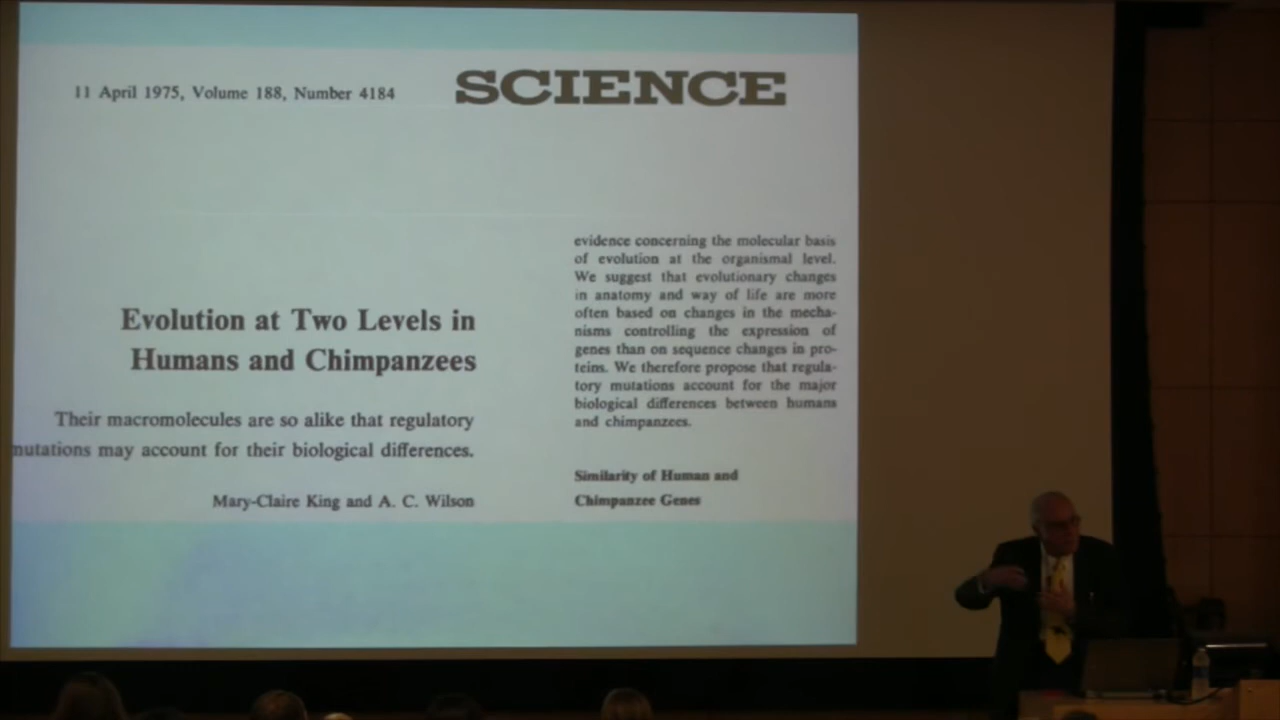 11 April 1975, Volume 188, Number 4184
SCIENCE
Evolution at Two Levels in
Humans and Chimpanzees
Their macromolecules are so alike that regulatory
mutations may account for their biological differences.
Mary-Claire King and A. C. Wilson
evidence concerning the molecular basis
of evolution at the organismal level.
We suggest that evolutionary changes
in anatomy and way of life are more
often based on changes in the mecha-
nisms controlling the expression of
genes than on sequence changes in pro-
teins. We therefore propose that regula-
tory mutations account for the major
biological differences between humans
and chimpanzees.
Similarity of Human and
Chimpanzee Genes